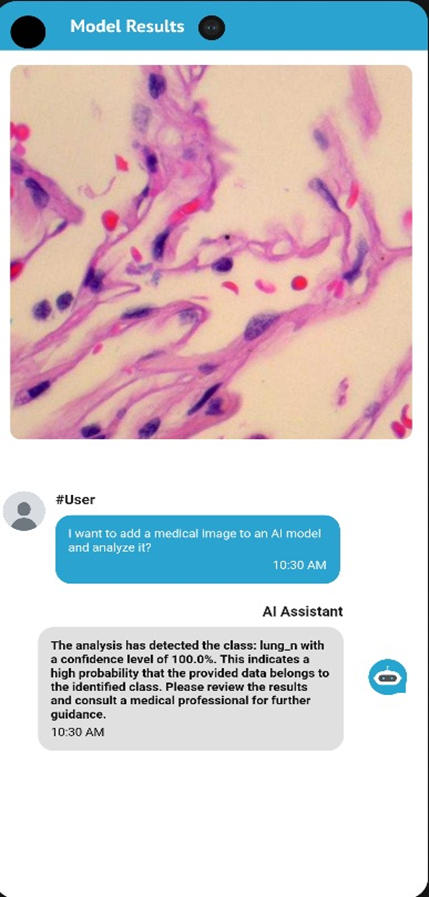 Model Results
#User
I want to add a medical image to an AI model
and analyze it?
10:30 AM
AI Assistant
The analysis has detected the class: lung_n with
a confidence level of 100.0%. This indicates a
high probability that the provided data belongs to
the identified class. Please review the results
and consult a medical professional for further
guidance.
10:30 AM